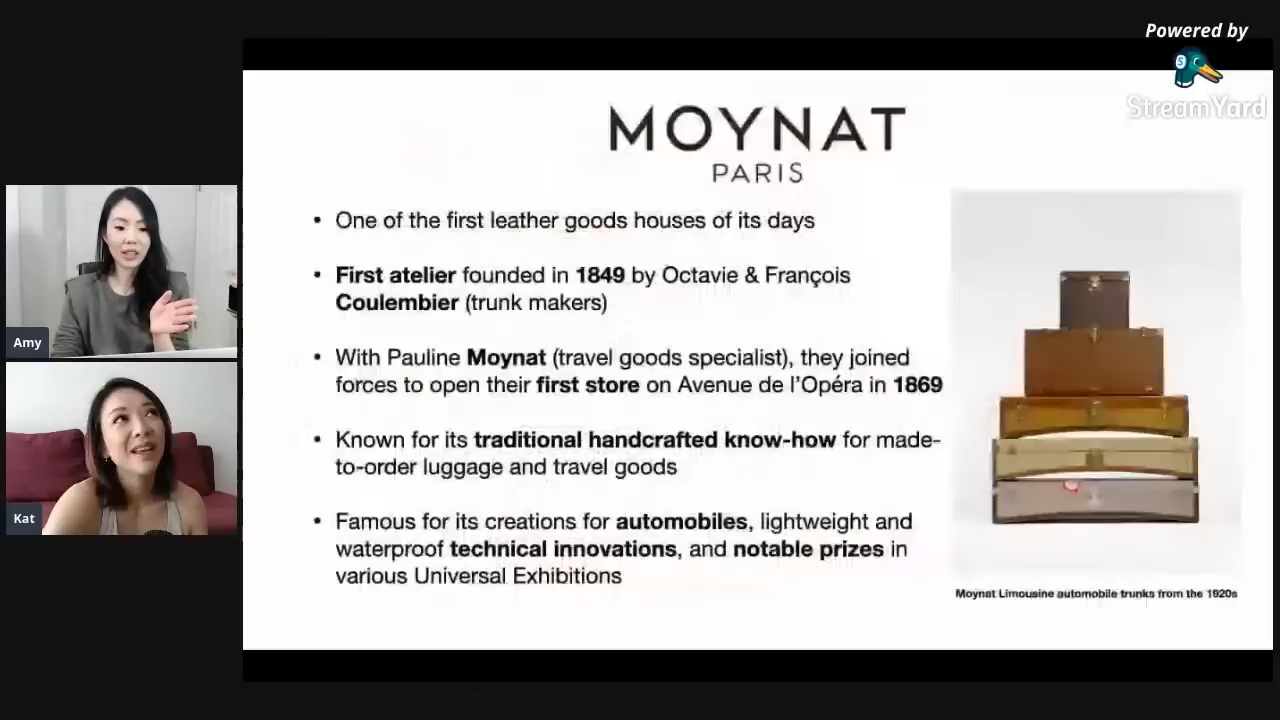 Powered by
StreamYard
MOYNAT
PARIS
• One of the first leather goods houses of its days
• First atelier founded in 1849 by Octavie & François
Coulembier (trunk makers)
• With Pauline Moynat (travel goods specialist), they joined
forces to open their first store on Avenue de l’Opéra in 1869
• Known for its traditional handcrafted know-how for made-
to-order luggage and travel goods
• Famous for its creations for automobiles, lightweight and
waterproof technical innovations, and notable prizes in
various Universal Exhibitions
Moynat Limousine automobile trunks from the 1920s
Amy
Kat